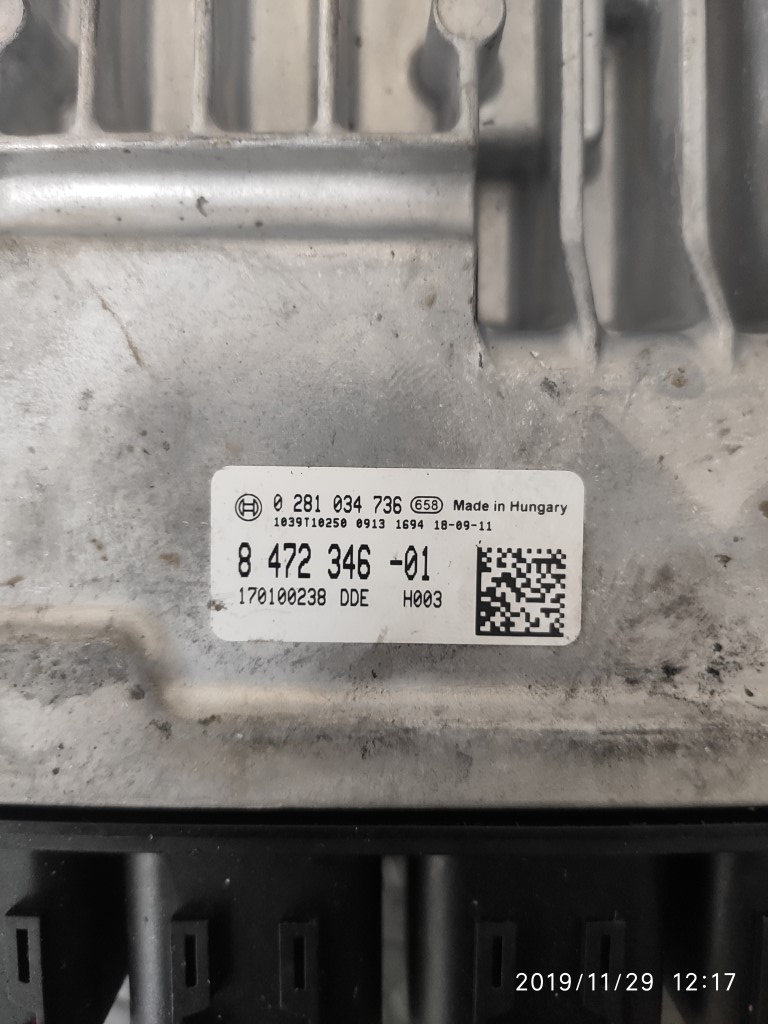 0 281 034 736 658 Made in Hungary
1039T10250 0913 1694 18-09-11
8 472 346 -01
170100238 DDE H003
2019/11/29 12:17